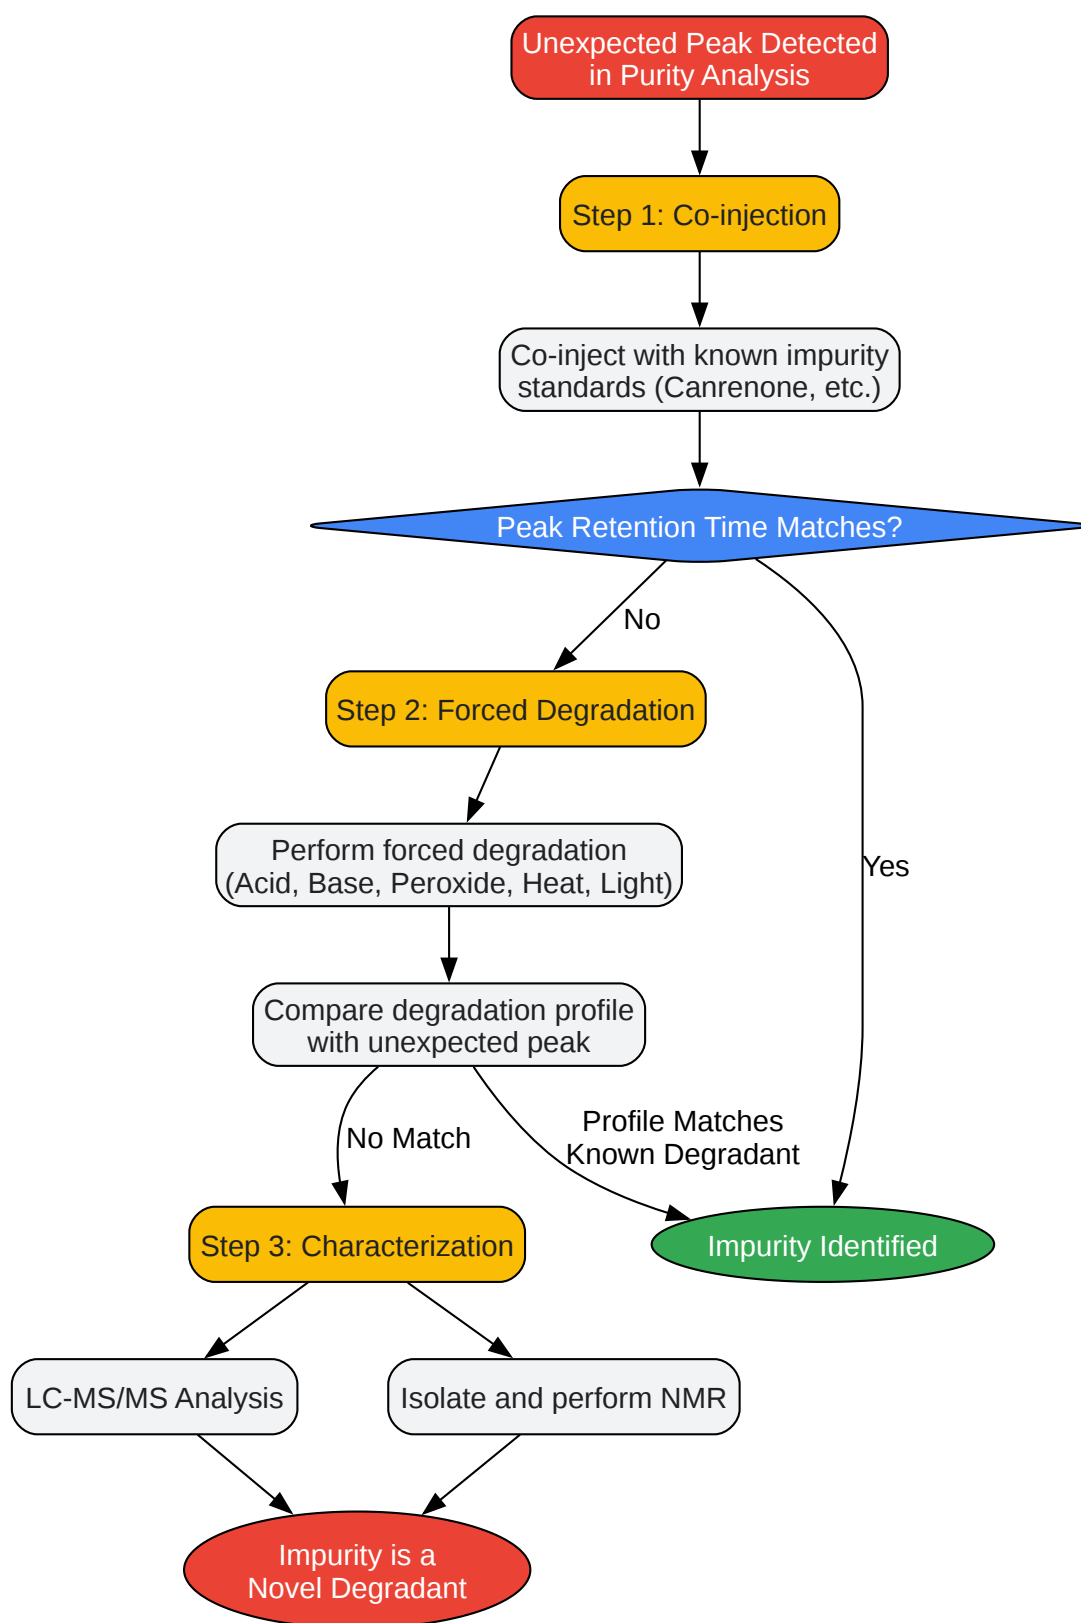 Unexpected Peak Detected
in Purity Analysis
Step 1: Co-injection
Co-inject with known impurity
standards (Canrenone, etc.)
Peak Retention Time Matches?
No
Step 2: Forced Degradation
Perform forced degradation
(Acid, Base, Peroxide, Heat, Light)
Yes
Compare degradation profile
with unexpected peak
No Match
Profile Matches
Known Degradant
Step 3: Characterization
Impurity Identified
LC-MS/MS Analysis
Isolate and perform NMR
Impurity is a
Novel Degradant